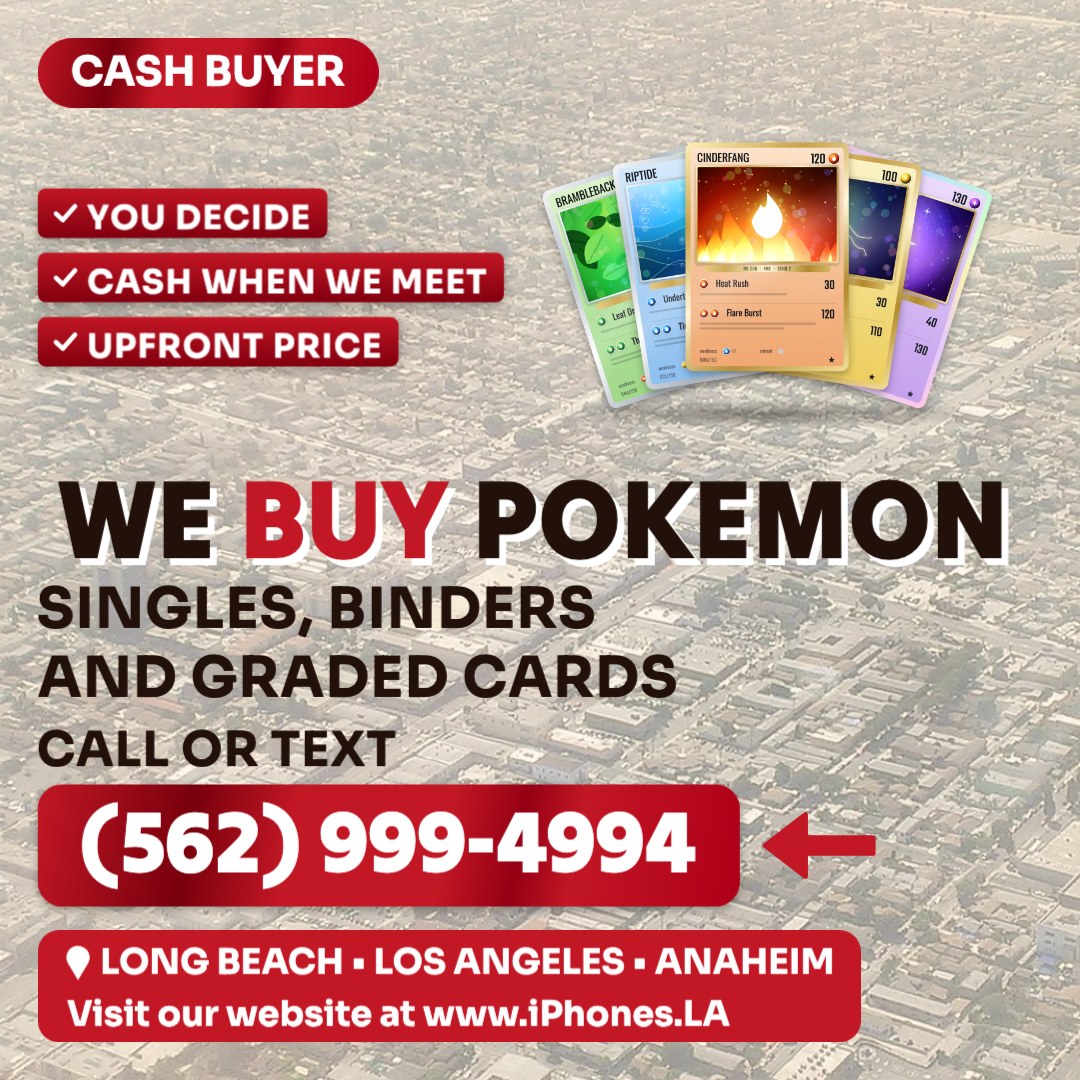 CASH BUYER
YOU DECIDE
CASH WHEN WE MEET
UPFRONT PRICE
BRAMBLEBACK
RIPTIDE
CINDERFANG 120
100
130
Heat Rush 30
Flare Burst 120
30
110
40
130
weakness
retreat
WE BUY POKEMON
SINGLES, BINDERS
AND GRADED CARDS
CALL OR TEXT
(562) 999-4994
LONG BEACH ▪ LOS ANGELES ▪ ANAHEIM
Visit our website at www.iPhones.LA